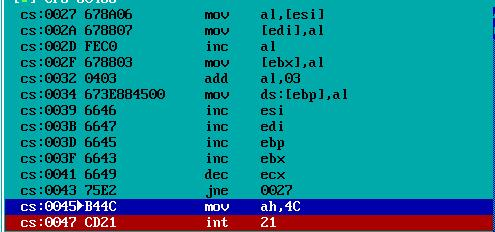 cs:0027 678A06 mov al,[esi]
cs:002A 678807 mov [edi],al
cs:002D FEC0 inc al
cs:002F 678803 mov [ebx],al
cs:0032 0403 add al,03
cs:0034 673E884500 mov ds:[ebp],al
cs:0039 6646 inc esi
cs:003B 6647 inc edi
cs:003D 6645 inc ebp
cs:003F 6643 inc ebx
cs:0041 6649 dec ecx
cs:0043 75E2 jne 0027
cs:0045►B44C mov ah,4C
cs:0047 CD21 int 21